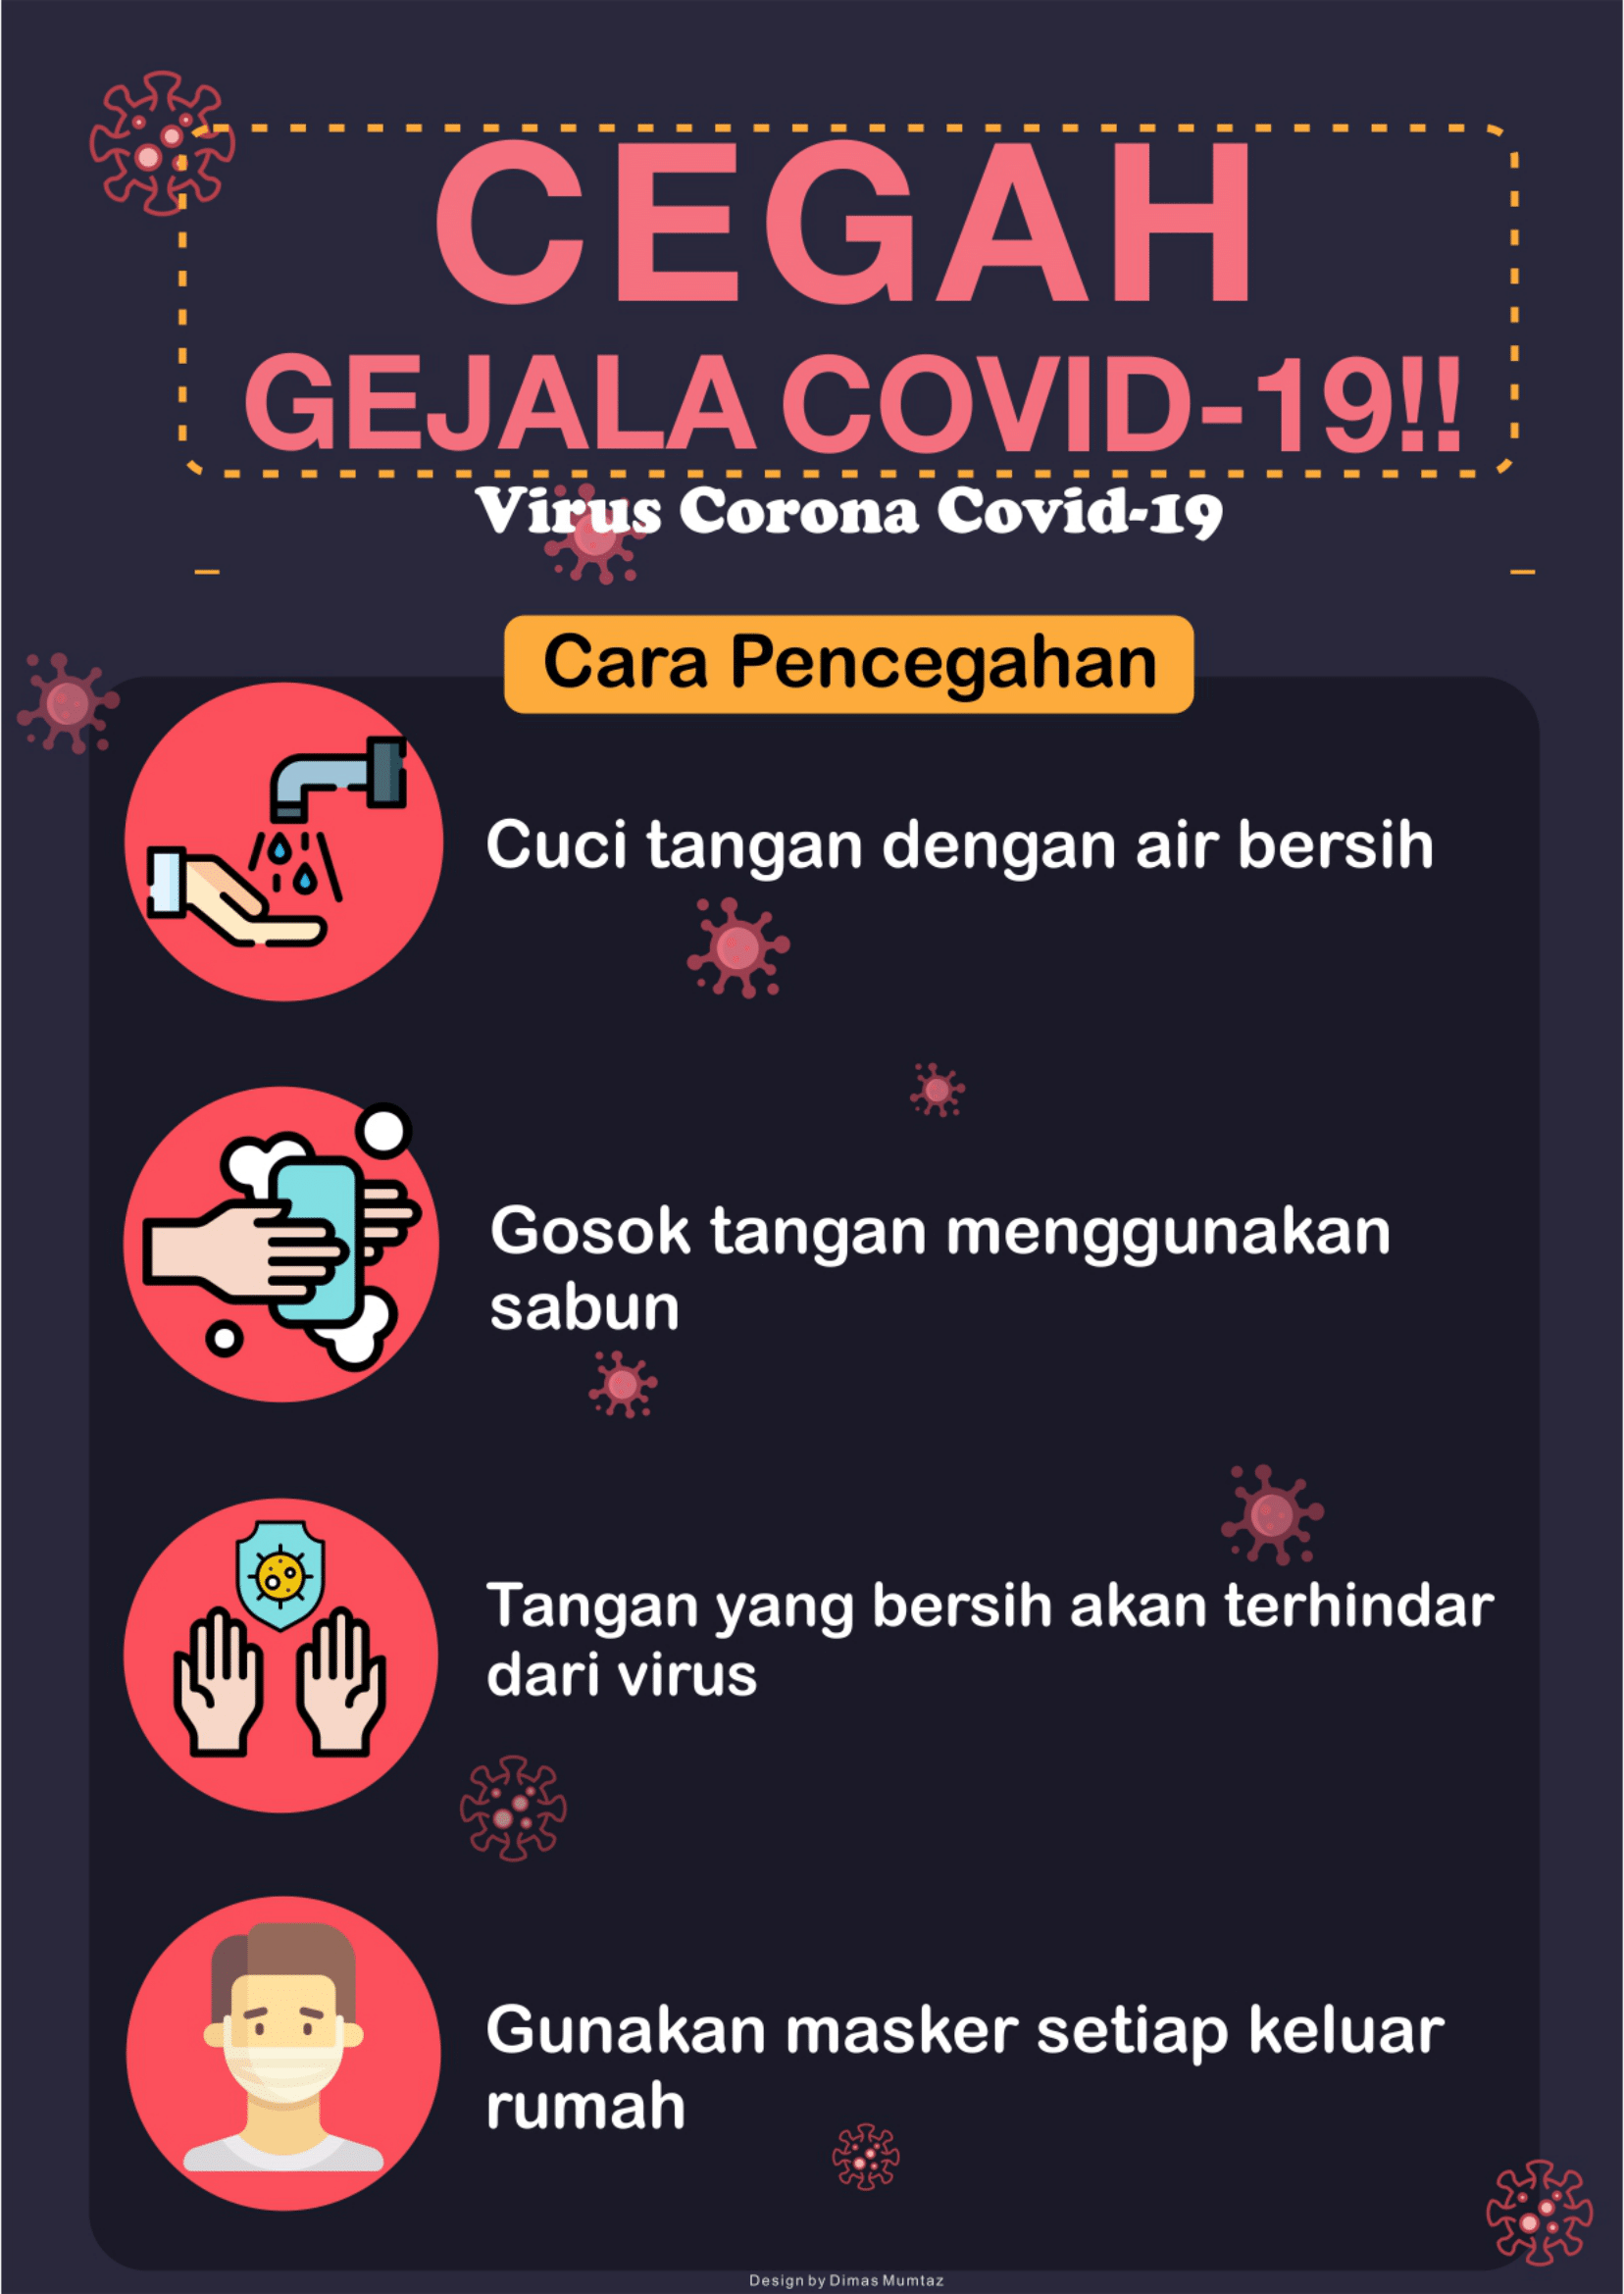 CEGAH
GEJALA COVID-19!!
Virus Corona Covid-19
Cara Pencegahan
Cuci tangan dengan air bersih
Gosok tangan menggunakan
sabun
Tangan yang bersih akan terhindar
dari virus
Gunakan masker setiap keluar
rumah
Design by Dimas Mumtaz